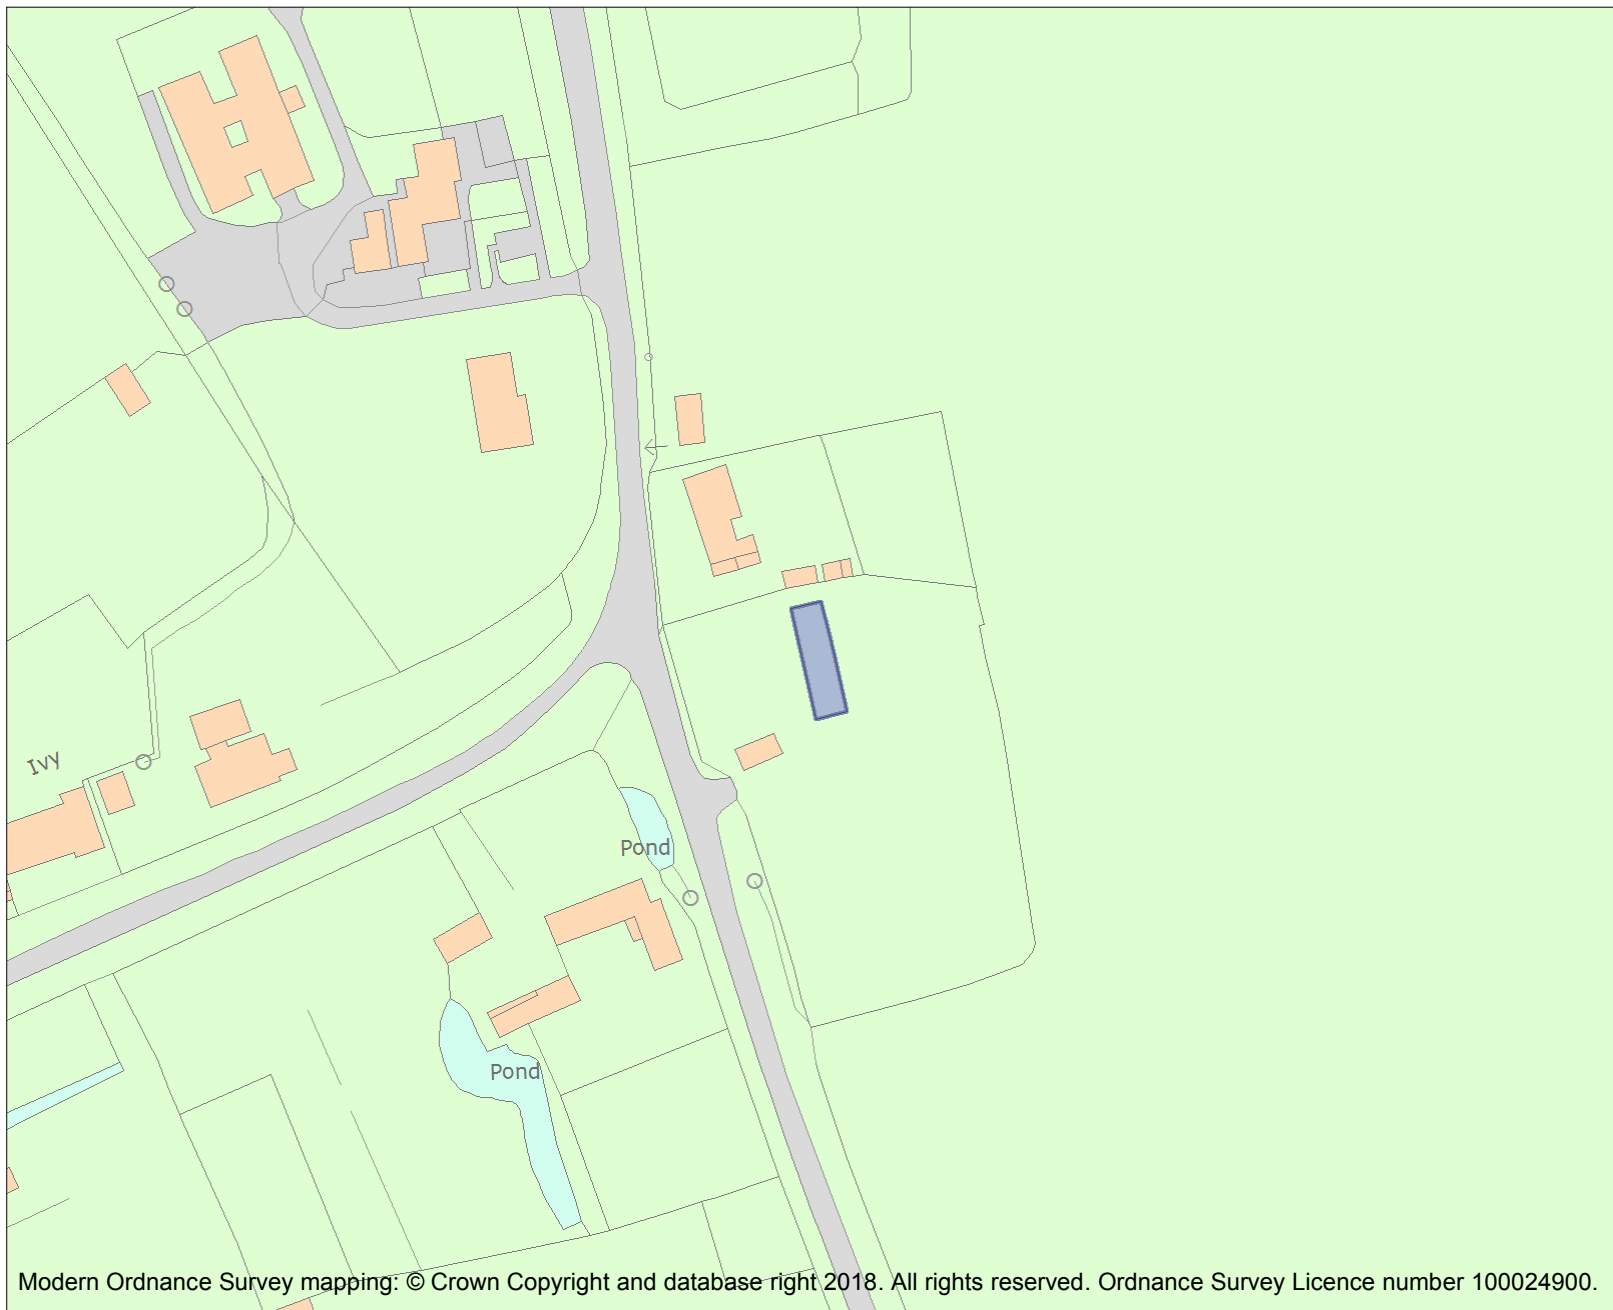 Ivy
Pond
Pond
Modern Ordnance Survey mapping: © Crown Copyright and database right 2018. All rights reserved. Ordnance Survey Licence number 100024900.